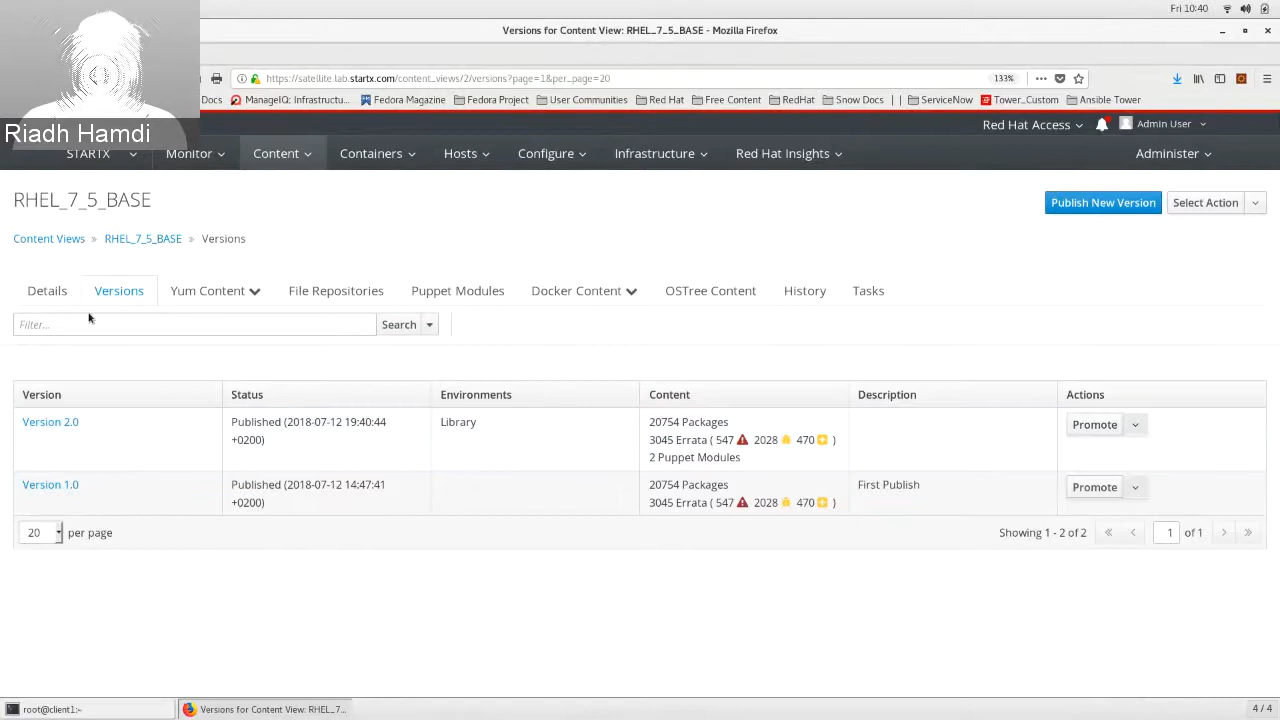 Fri 10:40
Versions for Content View: RHEL_7_5_BASE - Mozilla Firefox
https://satellite.lab.startx.com/content_views/2/versions?page=1&per_page=20
133%
Docs ManageIQ: Infrastructu... Fedora Magazine Fedora Project User Communities Red Hat Free Content RedHat Snow Docs ServiceNow Tower_Custom Ansible Tower
Riadh Hamdi
Red Hat Access Admin User
STARTX Monitor Content Containers Hosts Configure Infrastructure Red Hat Insights Administer
RHEL_7_5_BASE
Publish New Version Select Action
Content Views » RHEL_7_5_BASE » Versions
Details Versions Yum Content File Repositories Puppet Modules Docker Content OSTree Content History Tasks
Filter... Search
Version Status Environments Content Description Actions
Version 2.0 Published (2018-07-12 19:40:44 +0200) Library 20754 Packages Promote
3045 Errata ( 547 2028 470 )
2 Puppet Modules
Version 1.0 Published (2018-07-12 14:47:41 +0200) 20754 Packages First Publish Promote
3045 Errata ( 547 2028 470 )
20 per page Showing 1 - 2 of 2 « ‹ 1 of 1 › »
root@client1:~ Versions for Content View: RHEL_7... 4 / 4